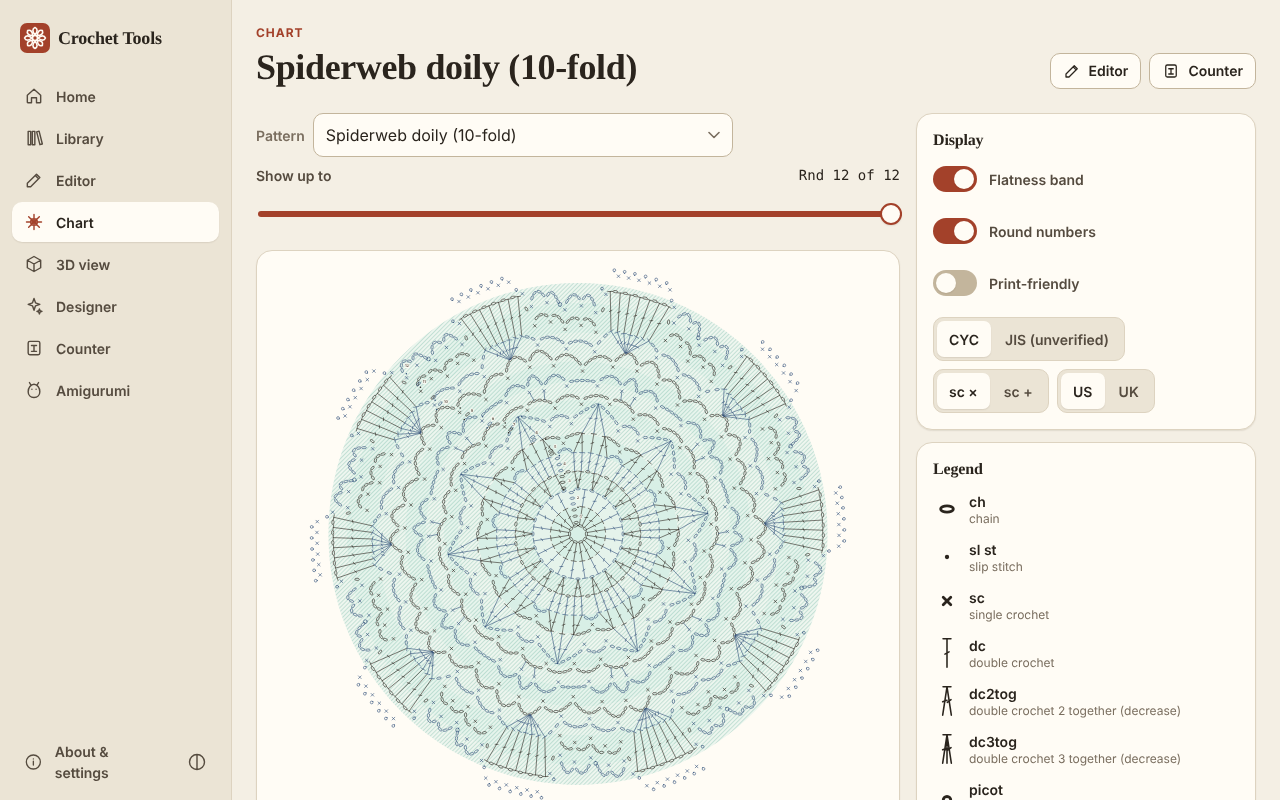 Crochet Tools
Home
Library
Editor
Chart
3D view
Designer
Counter
Amigurumi
About &
settings
CHART
Spiderweb doily (10-fold)
Editor
Counter
Pattern
Spiderweb doily (10-fold)
Show up to
Rnd 12 of 12
Display
Flatness band
Round numbers
Print-friendly
CYC
JIS (unverified)
sc ×
sc +
US
UK
Legend
ch
chain
sl st
slip stitch
sc
single crochet
dc
double crochet
dc2tog
double crochet 2 together (decrease)
dc3tog
double crochet 3 together (decrease)
picot